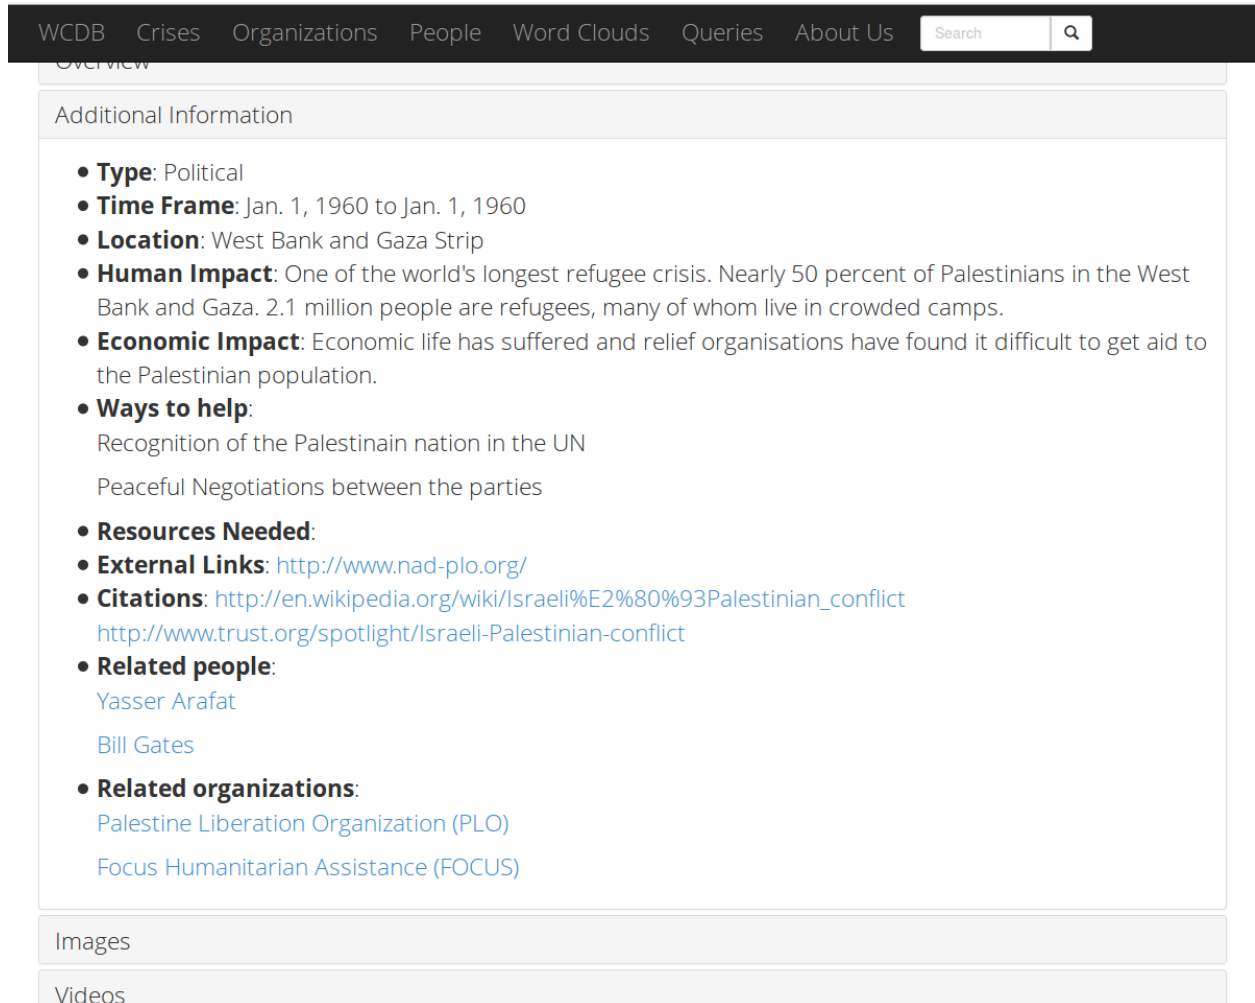 WCDB Crises Organizations People Word Clouds Queries About Us Search
Overview
Additional Information
Type: Political
Time Frame: Jan. 1, 1960 to Jan. 1, 1960
Location: West Bank and Gaza Strip
Human Impact: One of the world's longest refugee crisis. Nearly 50 percent of Palestinians in the West
Bank and Gaza. 2.1 million people are refugees, many of whom live in crowded camps.
Economic Impact: Economic life has suffered and relief organisations have found it difficult to get aid to
the Palestinian population.
Ways to help:
Recognition of the Palestinain nation in the UN
Peaceful Negotiations between the parties
Resources Needed:
External Links: http://www.nad-plo.org/
Citations: http://en.wikipedia.org/wiki/Israeli%E2%80%93Palestinian_conflict
http://www.trust.org/spotlight/Israeli-Palestinian-conflict
Related people:
Yasser Arafat
Bill Gates
Related organizations:
Palestine Liberation Organization (PLO)
Focus Humanitarian Assistance (FOCUS)
Images
Videos